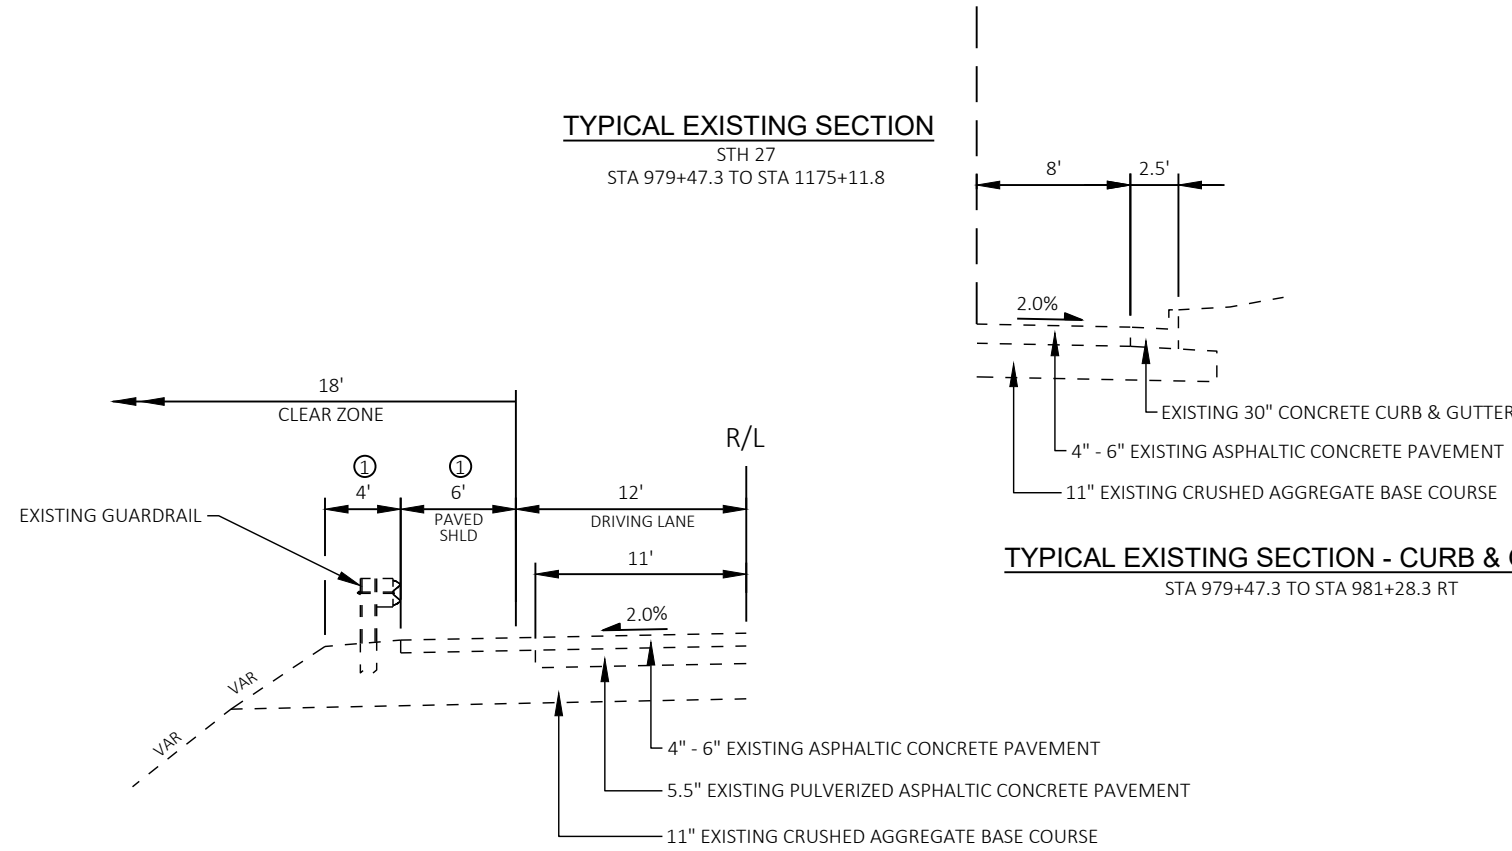 TYPICAL EXISTING SECTION
STH 27
STA 979+47.3 TO STA 1175+11.8
8' 2.5'
2.0%
EXISTING 30" CONCRETE CURB & GUTTER
4" - 6" EXISTING ASPHALTIC CONCRETE PAVEMENT
11" EXISTING CRUSHED AGGREGATE BASE COURSE
TYPICAL EXISTING SECTION - CURB &
STA 979+47.3 TO STA 981+28.3 RT
18'
CLEAR ZONE
R/L
1 1
4' 6' 12'
EXISTING GUARDRAIL
PAVED
SHLD
DRIVING LANE
11'
2.0%
VAR
VAR
4" - 6" EXISTING ASPHALTIC CONCRETE PAVEMENT
5.5" EXISTING PULVERIZED ASPHALTIC CONCRETE PAVEMENT
11" EXISTING CRUSHED AGGREGATE BASE COURSE